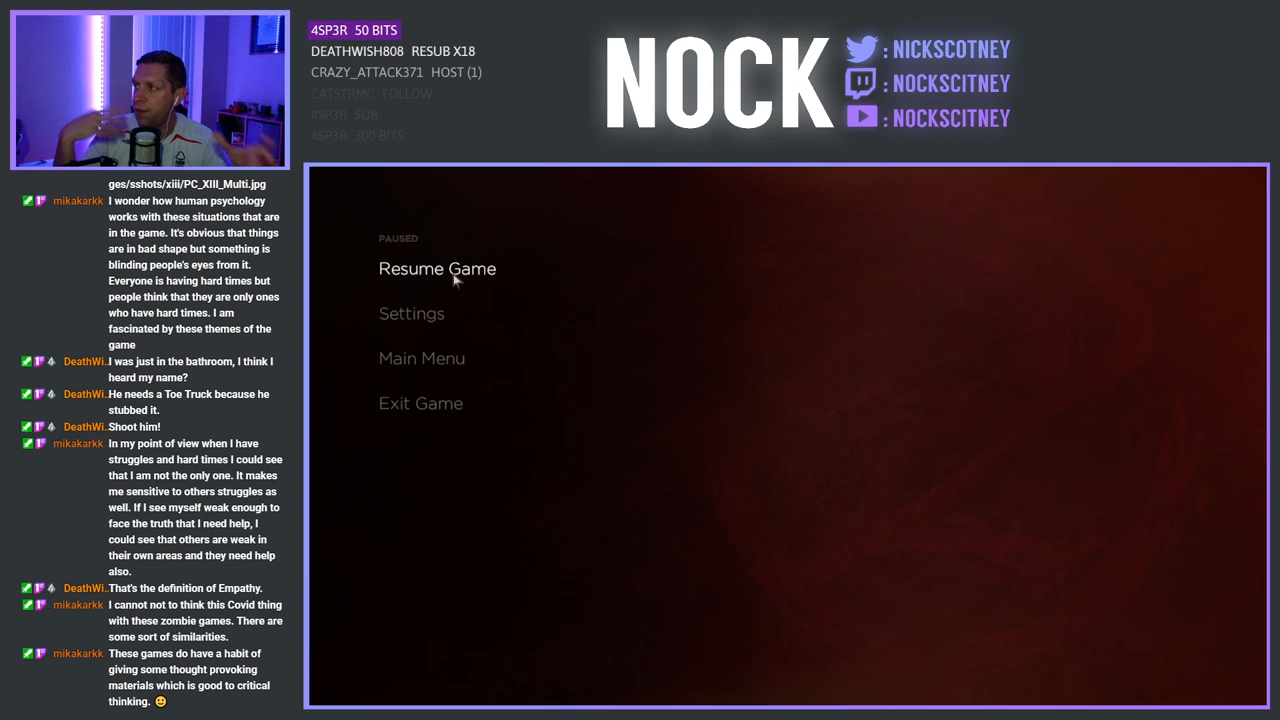 4SP3R 50 BITS
DEATHWISH808 RESUB X18
CRAZY_ATTACK371 HOST (1)
CATSTRMC FOLLOW
4SP3R SUB
4SP3R 300 BITS
NOCK
: NICKSCOTNEY
: NOCKSCITNEY
: NOCKSCITNEY
ges/sshots/xiii/PC_XIII_Multi.jpg
mikakarkk I wonder how human psychology
works with these situations that are
in the game. It's obvious that things
are in bad shape but something is
blinding people's eyes from it.
Everyone is having hard times but
people think that they are only ones
who have hard times. I am
fascinated by these themes of the
game
DeathWi.. I was just in the bathroom, I think I
heard my name?
DeathWi.. He needs a Toe Truck because he
stubbed it.
DeathWi.. Shoot him!
mikakarkk In my point of view when I have
struggles and hard times I could see
that I am not the only one. It makes
me sensitive to others struggles as
well. If I see myself weak enough to
face the truth that I need help, I
could see that others are weak in
their own areas and they need help
also.
DeathWi.. That's the definition of Empathy.
mikakarkk I cannot not to think this Covid thing
with these zombie games. There are
some sort of similarities.
mikakarkk These games do have a habit of
giving some thought provoking
materials which is good to critical
thinking. 🙂
PAUSED
Resume Game
Settings
Main Menu
Exit Game